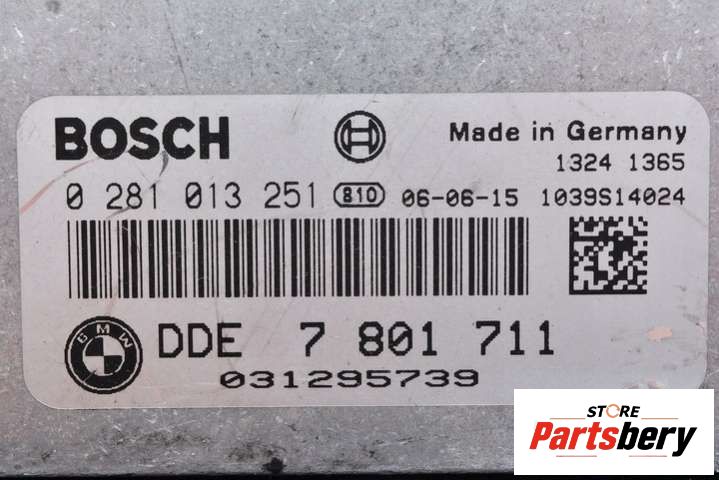 BOSCH
Made in Germany
1324 1365
0 281 013 251 810 06-06-15 1039S14024
BMW
DDE 7 801 711
031295739
STORE
Partsbery